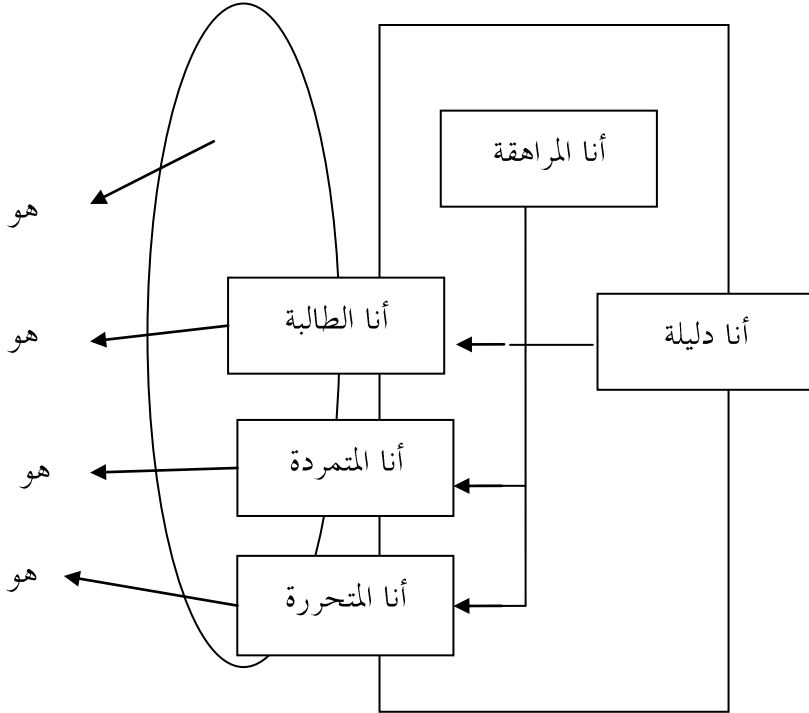 أنا المراهقة
هو
أنا دليلة
أنا الطالبة
هو
أنا المتمردة
هو
أنا المتحررة
هو